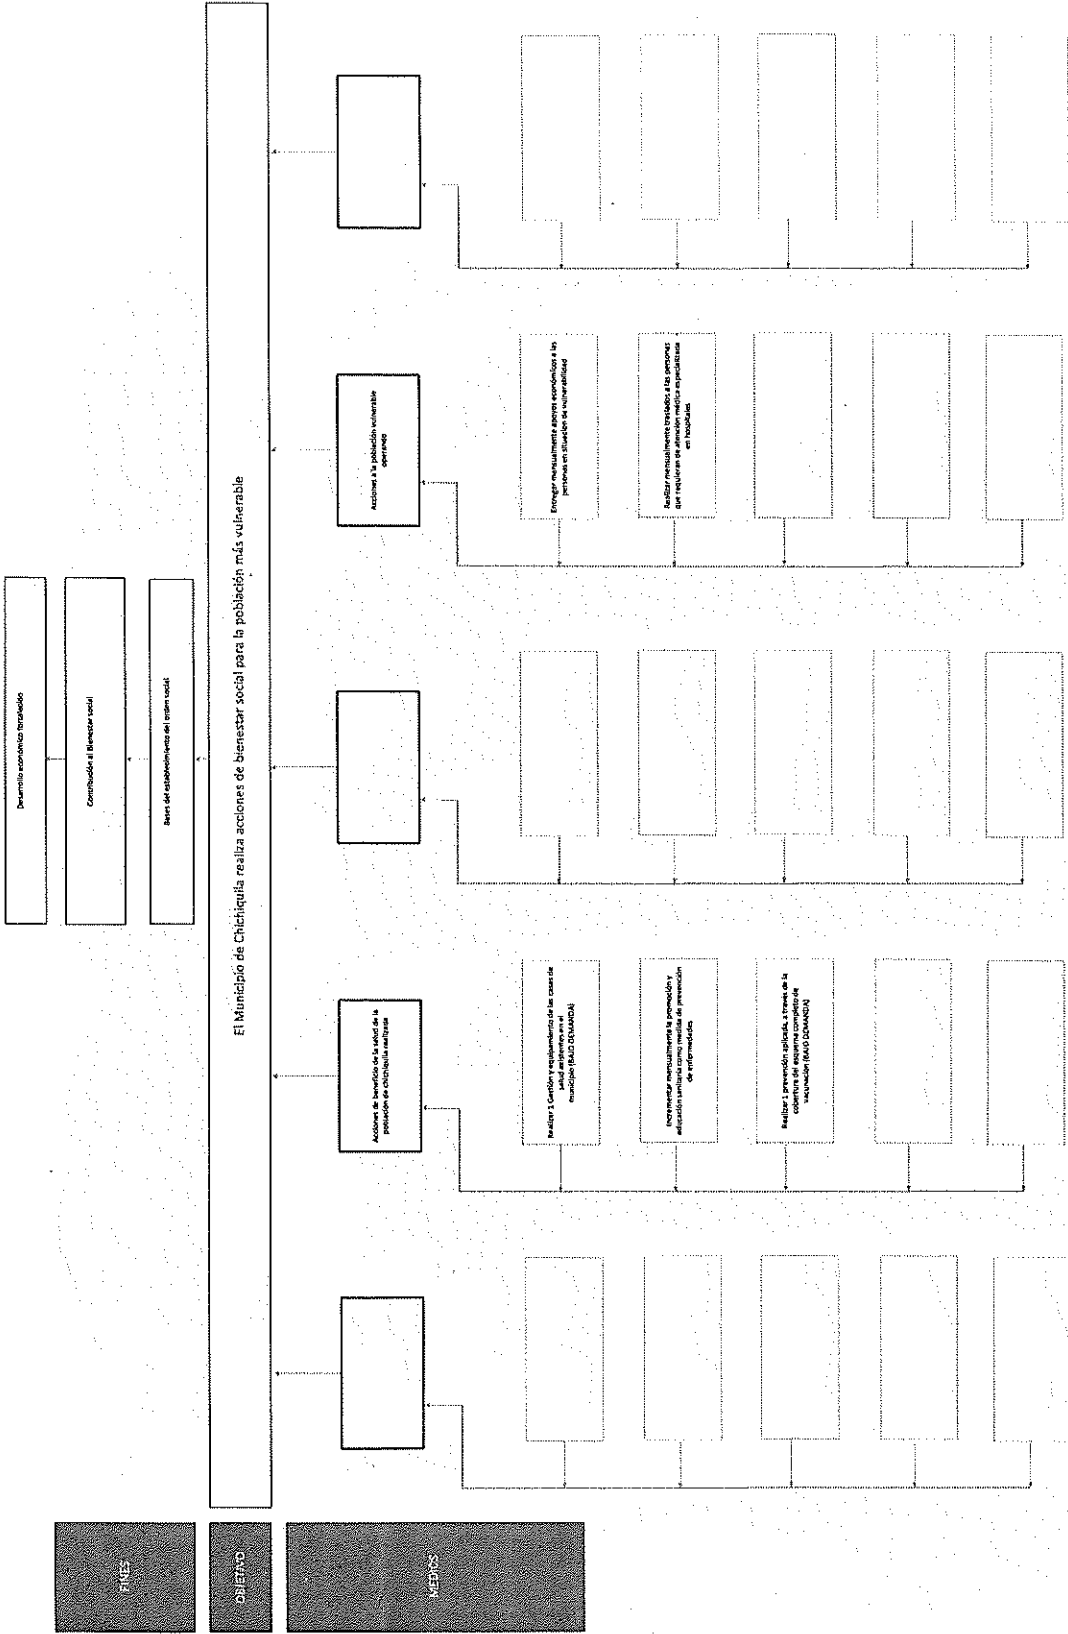 FINES
Desarrollo económico fortalecido
Contribución al Bienestar social
Bases del establecimiento del orden social
OBJETIVO
El Municipio de Chichiquila realiza acciones de bienestar social para la población más vulnerable
MEDIOS
Acciones de beneficio de la salud de la
población de chichiquila realizada
Realizar 1 Gestión y equipamiento de las casas de
salud existentes en el
municipio (BAJO DEMANDA)
Incrementar mensualmente la promoción y
educación sanitaria como medida de prevención
de enfermedades
Realizar 1 prevención aplicada, a través de la
cobertura del esquema completo de
vacunación (BAJO DEMANDA)
Acciones a la población vulnerable
operando
Entregar mensualmente apoyos económicos a las
personas en situación de vulnerabilidad
Realizar mensualmente traslados a las personas
que requieran de atención médica especializada
en hospitales